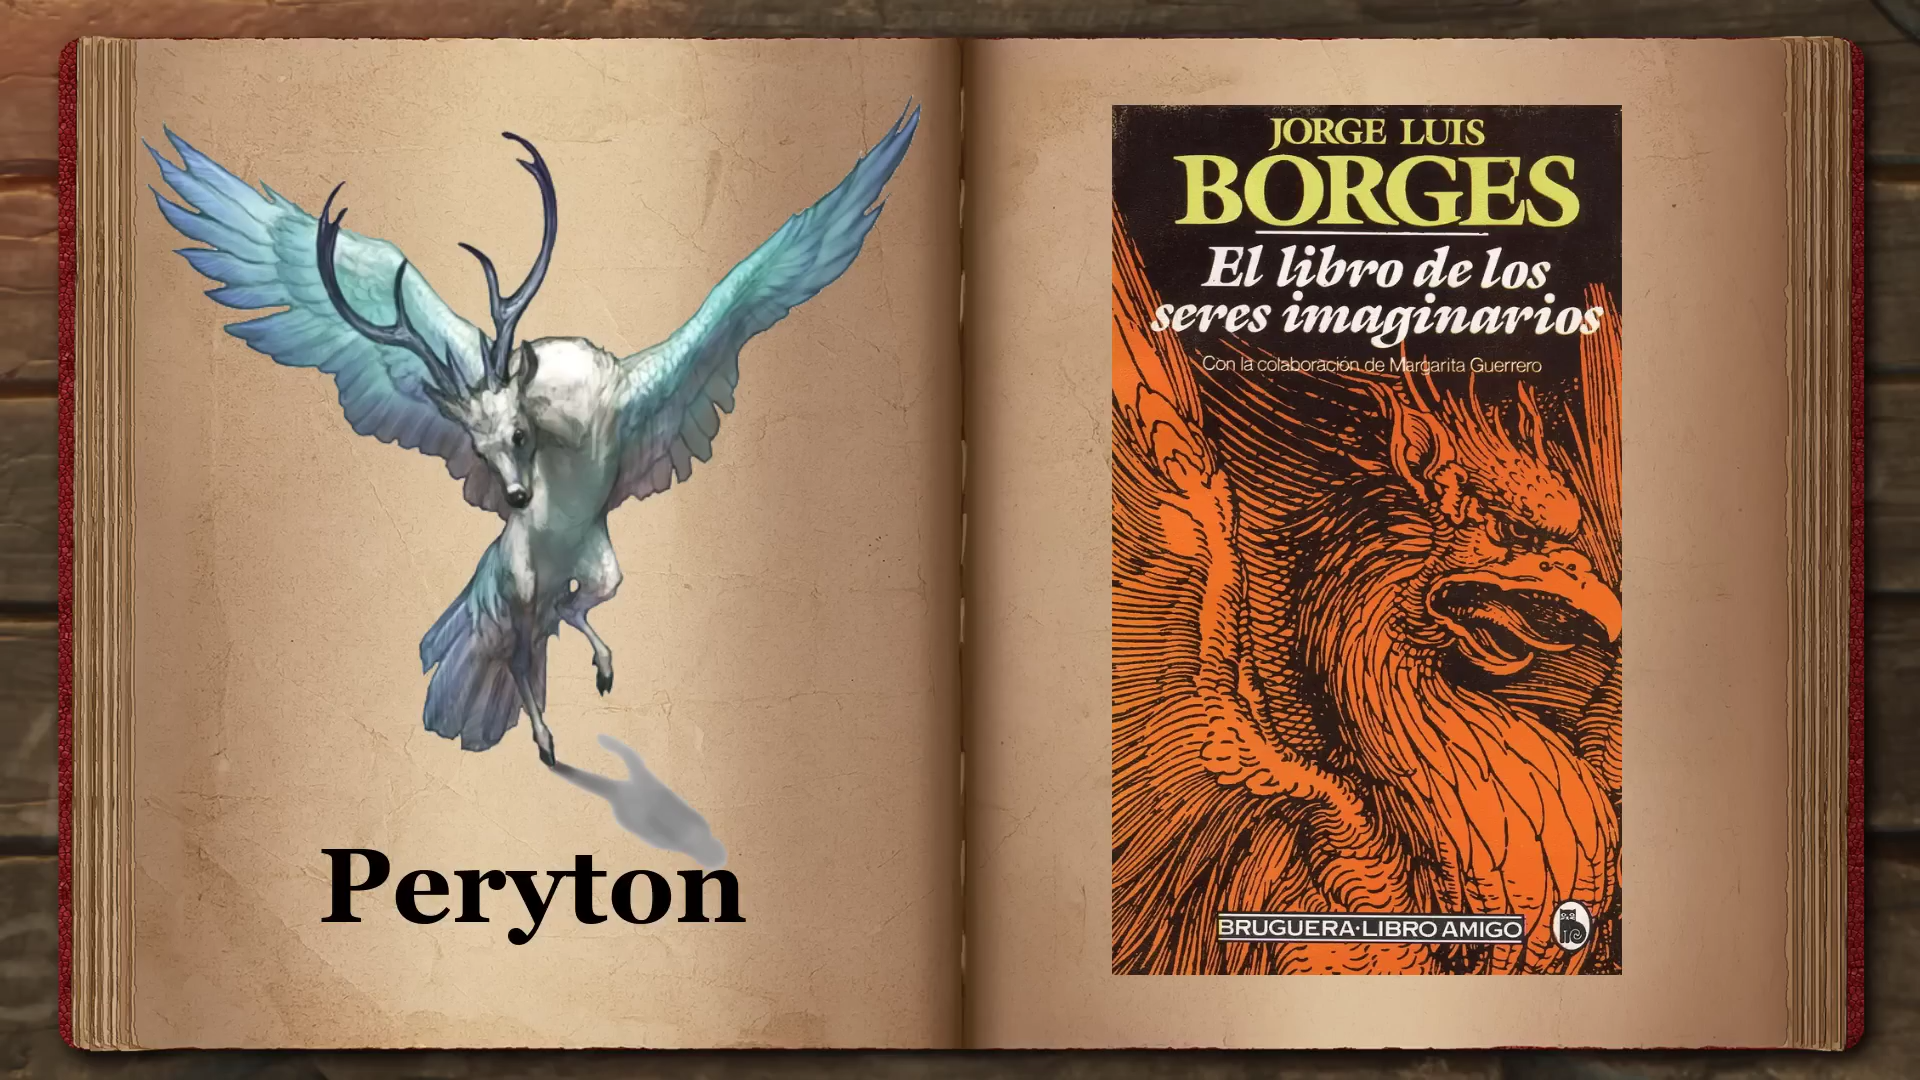 Peryton
JORGE LUIS
BORGES
El libro de los
seres imaginarios
Con la colaboración de Margarita Guerrero
BRUGUERA·LIBRO AMIGO